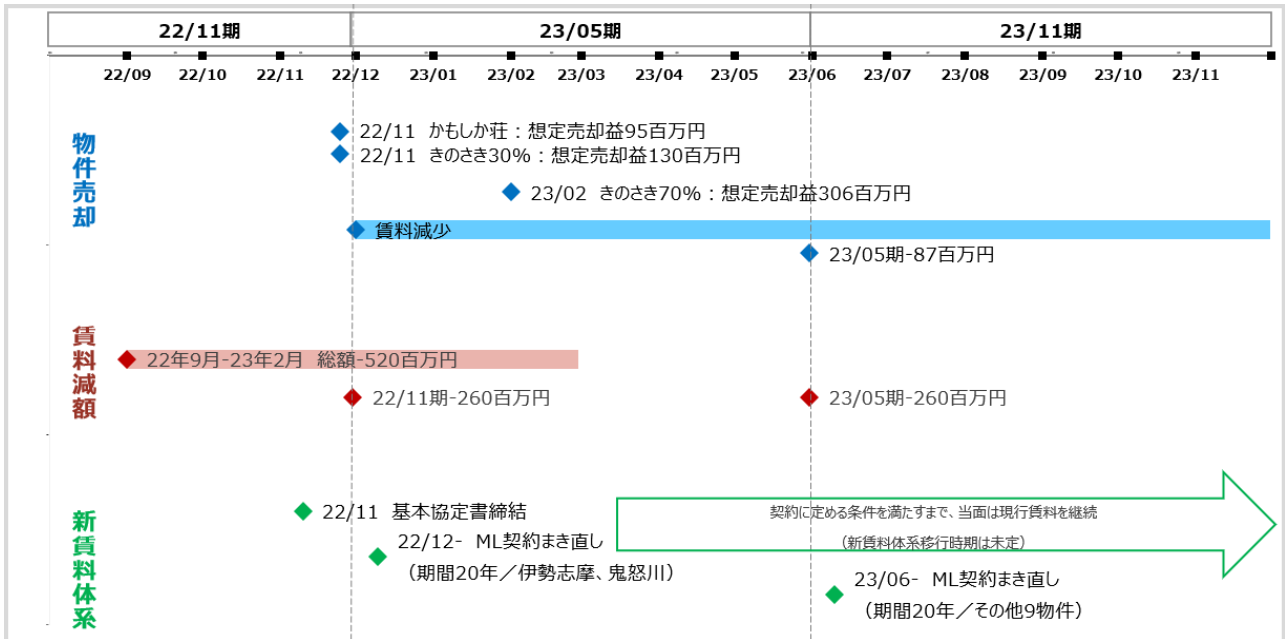 22/11期
23/05期
23/11期
22/09 22/10 22/11 22/12 23/01 23/02 23/03 23/04 23/05 23/06 23/07 23/08 23/09 23/10 23/11
物件売却
22/11 かもしか荘：想定売却益95百万円
22/11 きのさき30%：想定売却益130百万円
23/02 きのさき70%：想定売却益306百万円
賃料減少
23/05期-87百万円
賃料減額
22年9月-23年2月 総額-520百万円
22/11期-260百万円
23/05期-260百万円
新賃料体系
22/11 基本協定書締結
22/12- ML契約まき直し
（期間20年／伊勢志摩、鬼怒川）
契約に定める条件を満たすまで、当面は現行賃料を継続
（新賃料体系移行時期は未定）
23/06- ML契約まき直し
（期間20年／その他9物件）